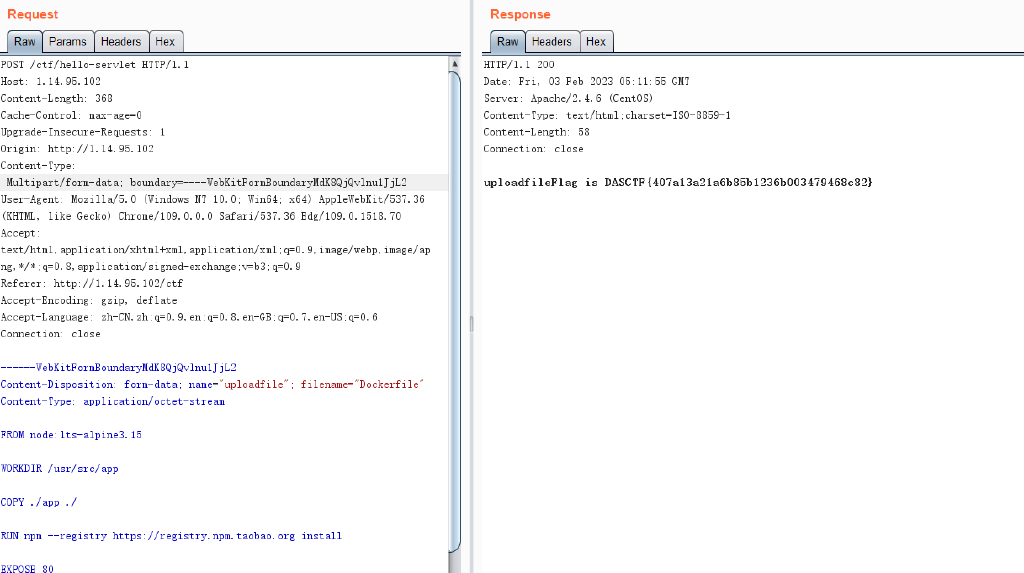 Request
Raw Params Headers Hex
POST /ctf/hello-servlet HTTP/1.1
Host: 1.14.95.102
Content-Length: 368
Cache-Control: max-age=0
Upgrade-Insecure-Requests: 1
Origin: http://1.14.95.102
Content-Type:
Multipart/form-data; boundary=----WebKitFormBoundaryMdK8QjQvlnu1JjL2
User-Agent: Mozilla/5.0 (Windows NT 10.0; Win64; x64) AppleWebKit/537.36
(KHTML, like Gecko) Chrome/109.0.0.0 Safari/537.36 Edg/109.0.1518.70
Accept:
text/html,application/xhtml+xml,application/xml;q=0.9,image/webp,image/ap
ng,*/*;q=0.8,application/signed-exchange;v=b3;q=0.9
Referer: http://1.14.95.102/ctf
Accept-Encoding: gzip, deflate
Accept-Language: zh-CN,zh;q=0.9,en;q=0.8,en-GB;q=0.7,en-US;q=0.6
Connection: close
------WebKitFormBoundaryMdK8QjQvlnu1JjL2
Content-Disposition: form-data; name="uploadfile"; filename="Dockerfile"
Content-Type: application/octet-stream
FROM node:lts-alpine3.15
WORKDIR /usr/src/app
COPY ./app ./
RUN npm --registry https://registry.npm.taobao.org install
EXPOSE 80
Response
Raw Headers Hex
HTTP/1.1 200
Date: Fri, 03 Feb 2023 05:11:55 GMT
Server: Apache/2.4.6 (CentOS)
Content-Type: text/html;charset=ISO-8859-1
Content-Length: 58
Connection: close
uploadfileFlag is DASCTF{407a13a21a6b85b1236b003479468c82}